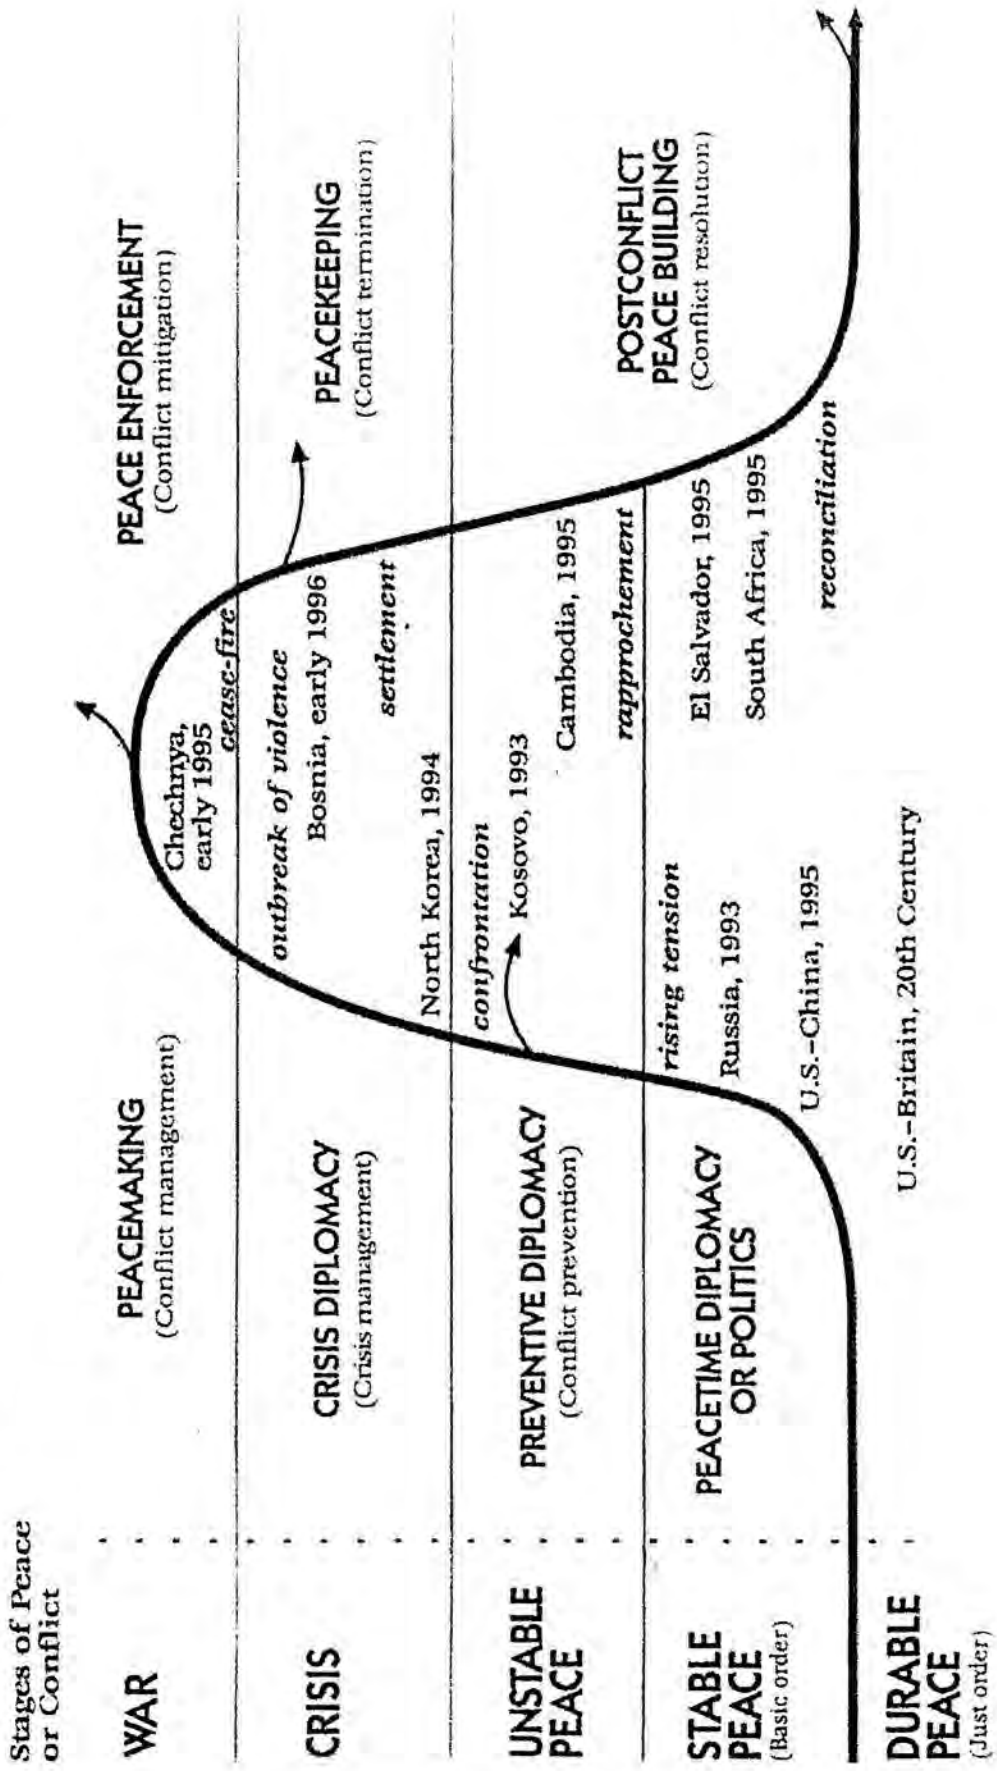 Stages of Peace
or Conflict
WAR
PEACEMAKING
(Conflict management)
Chechnya,
early 1995
cease-fire
PEACE ENFORCEMENT
(Conflict mitigation)
CRISIS
CRISIS DIPLOMACY
(Crisis management)
outbreak of violence
Bosnia, early 1996
settlement
North Korea, 1994
PEACEKEEPING
(Conflict termination)
UNSTABLE
PEACE
PREVENTIVE DIPLOMACY
(Conflict prevention)
confrontation
Kosovo, 1993
Cambodia, 1995
rapprochement
POSTCONFLICT
PEACE BUILDING
(Conflict resolution)
STABLE
PEACE
(Basic order)
PEACETIME DIPLOMACY
OR POLITICS
rising tension
Russia, 1993
U.S.–China, 1995
El Salvador, 1995
South Africa, 1995
reconciliation
DURABLE
PEACE
(Just order)
U.S.–Britain, 20th Century